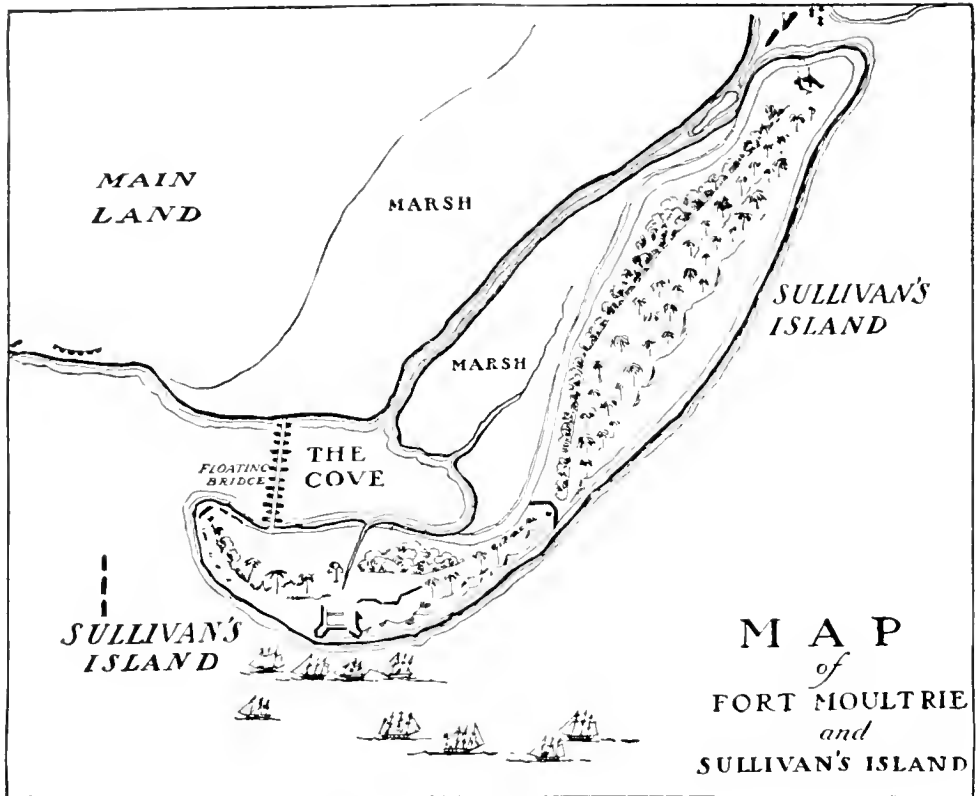 MAIN
LAND
MARSH
SULLIVAN'S
ISLAND
MARSH
THE
COVE
FLOATING
BRIDGE
SULLIVAN'S
ISLAND
MAP
of
FORT MOULTRIE
and
SULLIVAN'S ISLAND